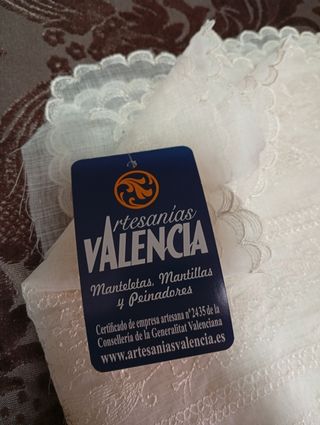 Artesanías
VALENCIA
Manteletas, Mantillas
y Peinadores
Certificado de empresa artesana nº 2435 de la
Conselleria de la Generalitat Valenciana
www.artesaniasvalencia.es